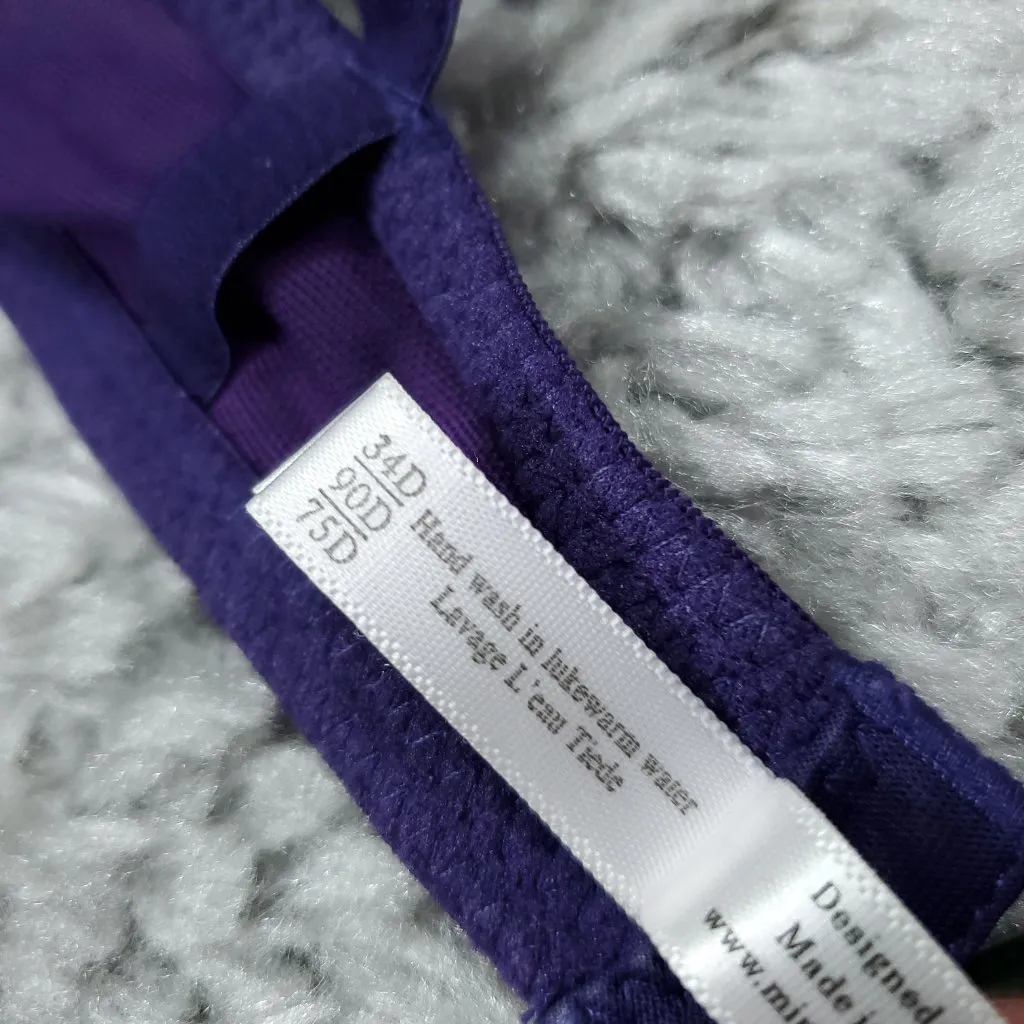 34D
90D
75D
Hand wash in lukewarm water
Lavage L'eau Tiede
Designed
Made
www.mi